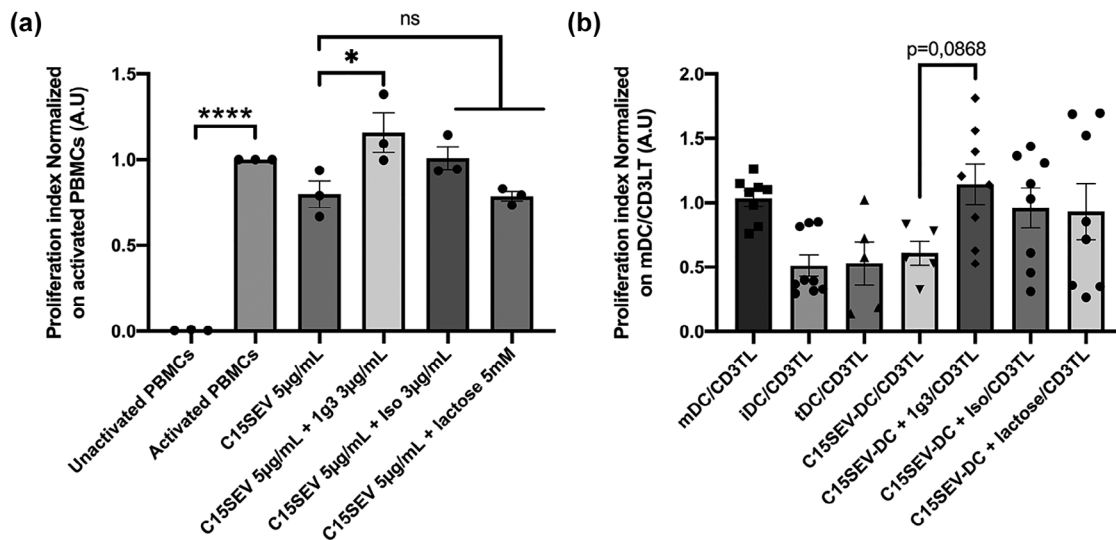 (a)
ns
*
****
Proliferation index Normalized
on activated PBMCs (A.U)
1.5
1.0
0.5
0.0
Unactivated PBMCs
Activated PBMCs
C15SEV 5µg/mL
C15SEV 5µg/mL + 1g3 3µg/mL
C15SEV 5µg/mL + Iso 3µg/mL
C15SEV 5µg/mL + lactose 5mM
(b)
p=0,0868
Proliferation index Normalized
on mDC/CD3LT (A.U)
2.0
1.5
1.0
0.5
0.0
mDC/CD3TL
iDC/CD3TL
tDC/CD3TL
C15SEV-DC/CD3TL
C15SEV-DC + 1g3/CD3TL
C15SEV-DC + Iso/CD3TL
C15SEV-DC + lactose/CD3TL